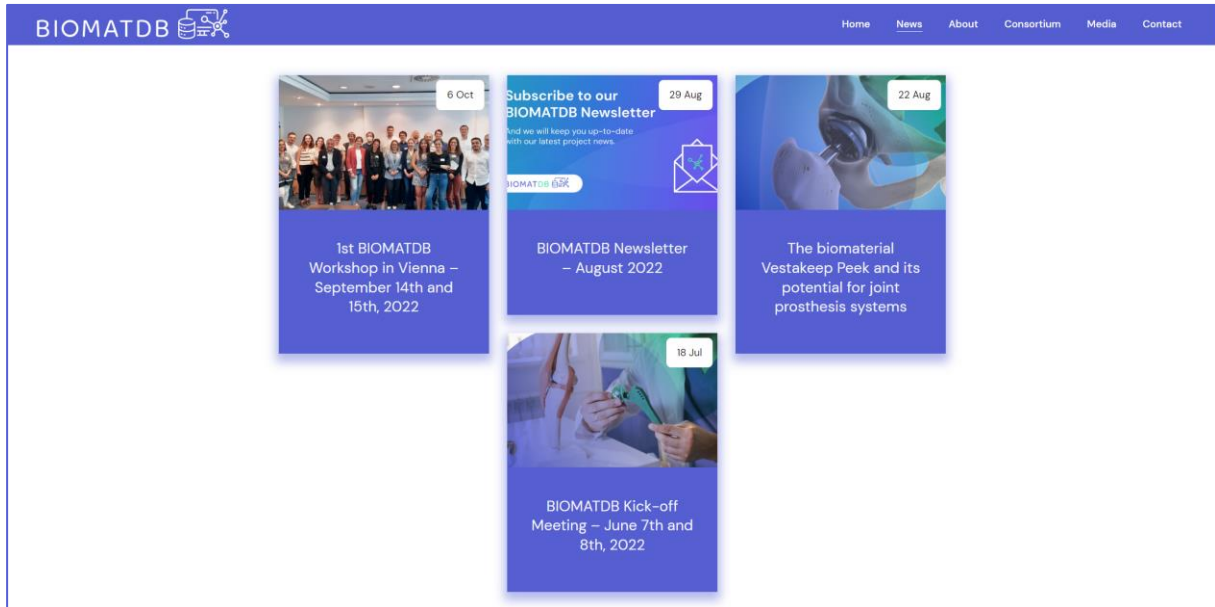 BIOMATDB
Home News About Consortium Media Contact
6 Oct
1st BIOMATDB
Workshop in Vienna –
September 14th and
15th, 2022
Subscribe to our
BIOMATDB Newsletter
And we will keep you up-to-date
with our latest project news.
BIOMATDB
29 Aug
BIOMATDB Newsletter
– August 2022
22 Aug
The biomaterial
Vestakeep Peek and its
potential for joint
prosthesis systems
18 Jul
BIOMATDB Kick-off
Meeting – June 7th and
8th, 2022